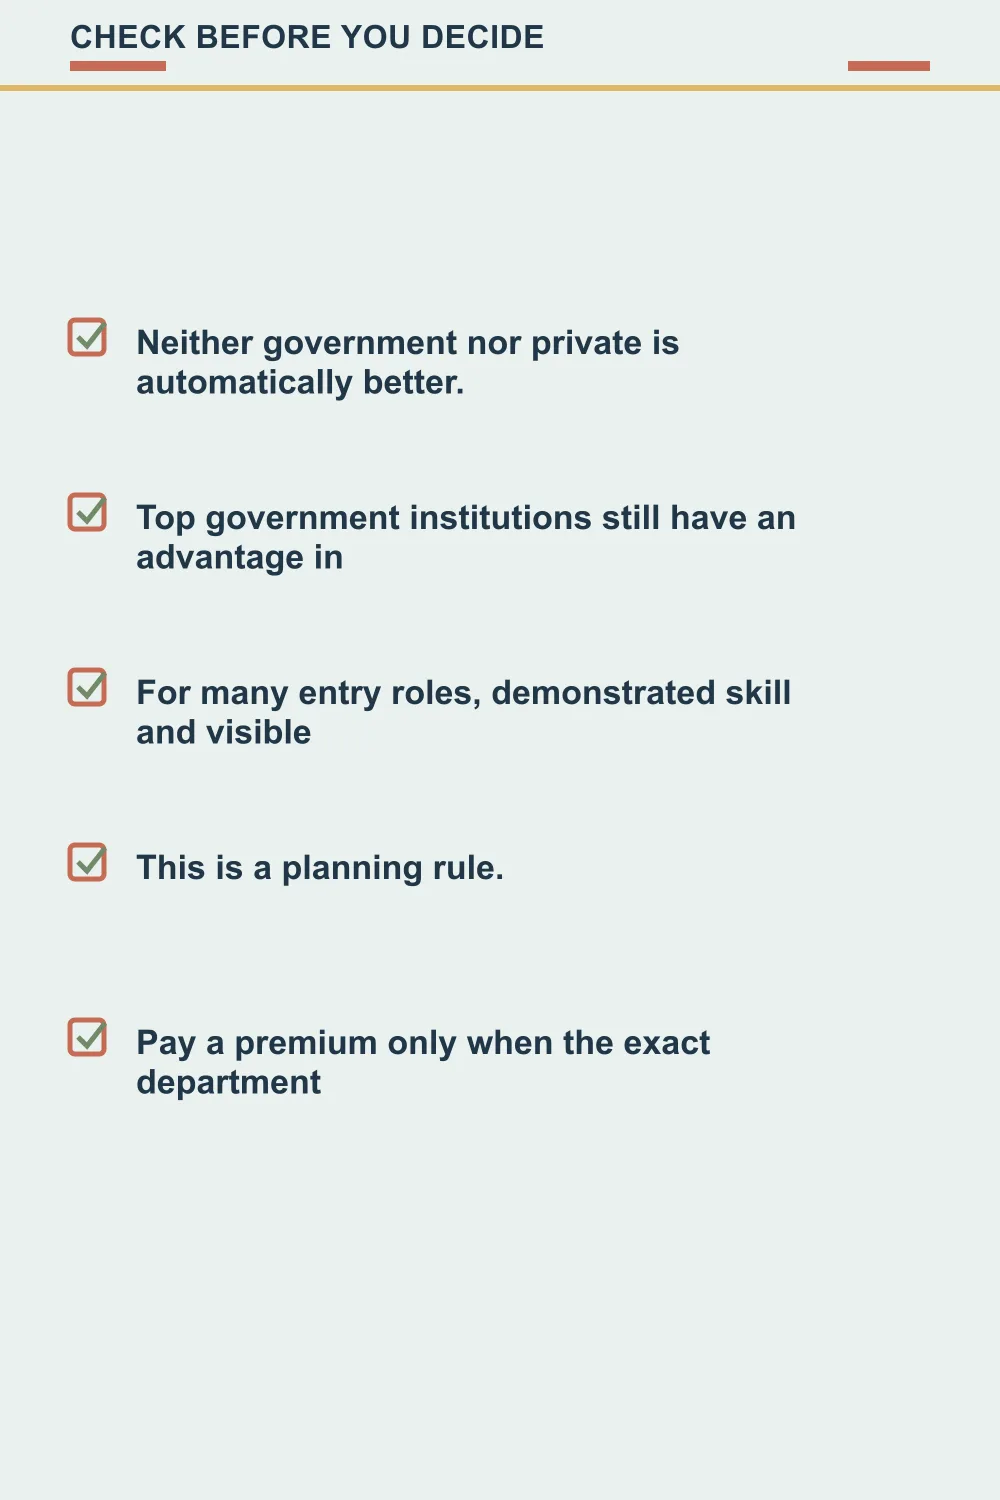 CHECK BEFORE YOU DECIDE
Neither government nor private is
automatically better.
Top government institutions still have an
advantage in
For many entry roles, demonstrated skill
and visible
This is a planning rule.
Pay a premium only when the exact
department